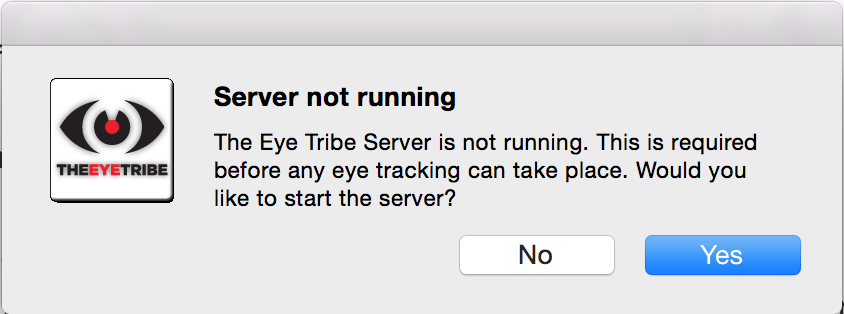 Server not running
THEEYETRIBE
The Eye Tribe Server is not running. This is required
before any eye tracking can take place. Would you
like to start the server?
No
Yes